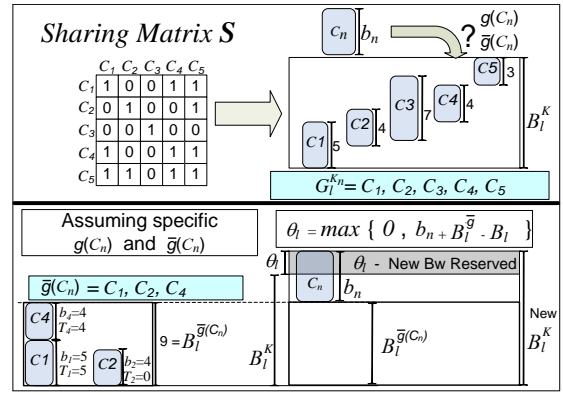 Sharing Matrix S
C1 C2 C3 C4 C5
C1 1 0 0 1 1
C2 0 1 0 0 1
C3 0 0 1 0 0
C4 1 0 0 1 1
C5 1 1 0 1 1
Cn bn
? g(Cn)
g̅(Cn)
C5 3
C4 4
C3 7
C2 4
C1 5
B_l^K
G_l^{Kn} = C1, C2, C3, C4, C5
Assuming specific
g(Cn) and g̅(Cn)
g̅(Cn) = C1, C2, C4
C4 b4=4
T4=4
C1 b1=5
T1=5
C2 b2=4
T2=0
9 = B_l^{g̅(Cn)}
θl = max { 0 , bn + B_l^{g̅} - Bl }
θl
θl - New Bw Reserved
Cn bn
B_l^K
B_l^{g̅(Cn)}
New
B_l^K